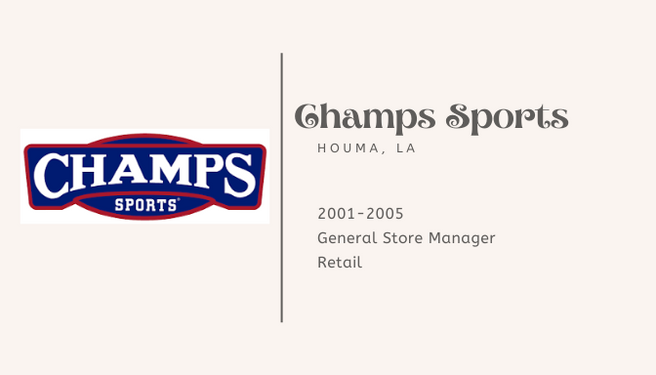 CHAMPS
SPORTS
Champs Sports
HOUMA, LA
2001-2005
General Store Manager
Retail